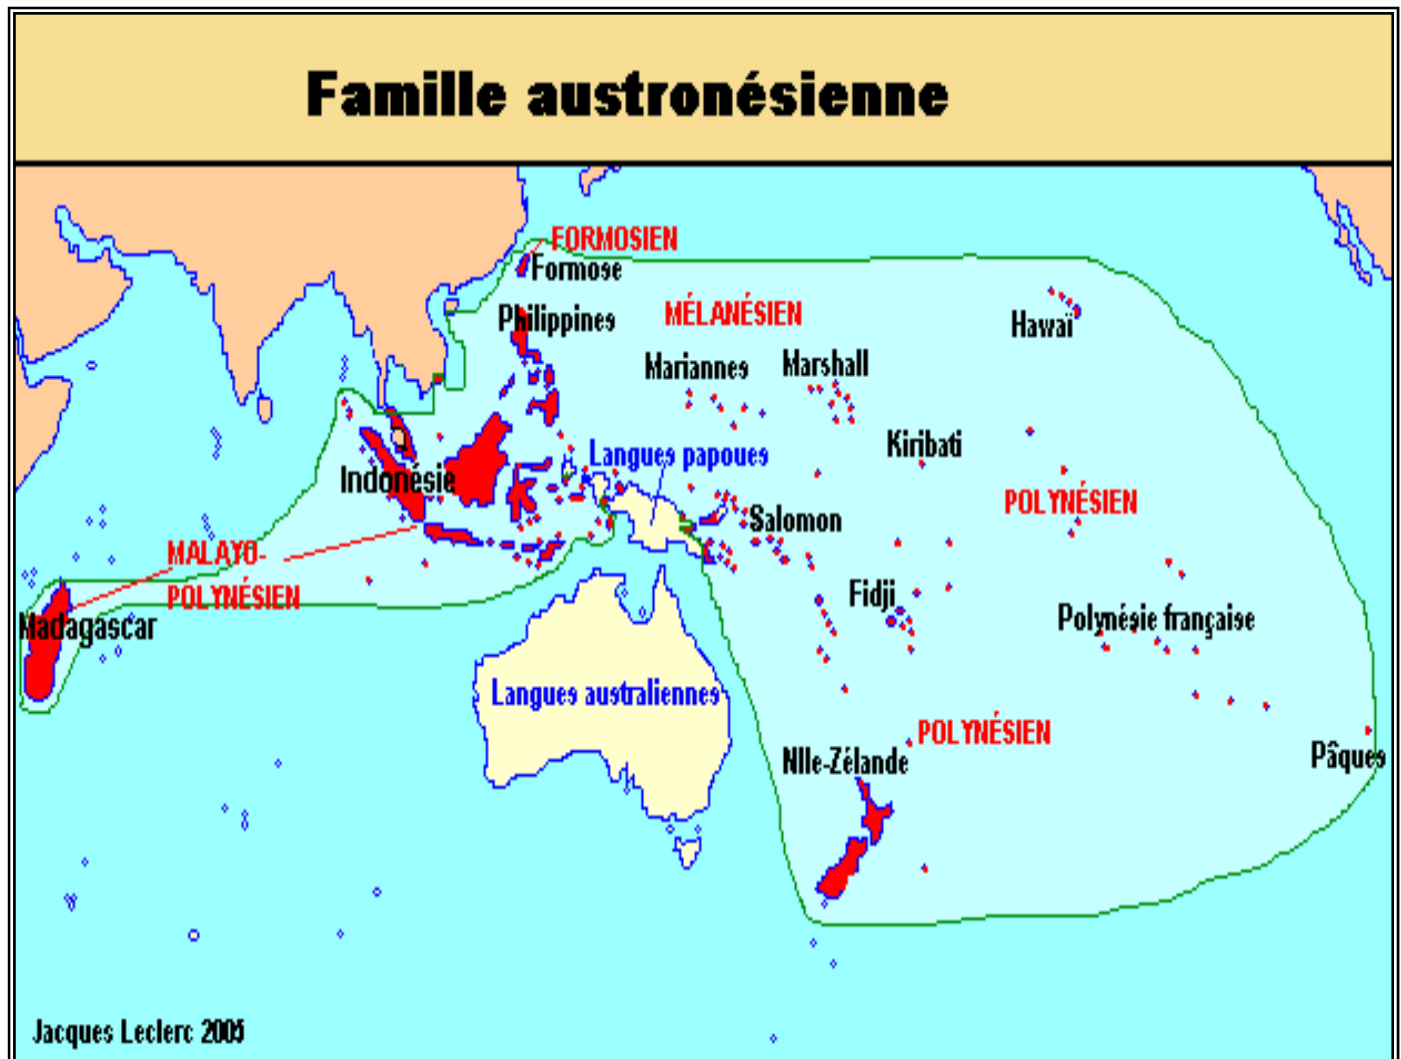 Famille austronésienne
FORMOSIEN
Formose
Philippines
MÉLANÉSIEN
Hawaï
Mariannes
Marshall
Kiribati
Langues papoues
Indonésie
POLYNÉSIEN
Salomon
MALAYO-
POLYNÉSIEN
Madagascar
Fidji
Polynésie française
Langues australiennes
POLYNÉSIEN
Nlle-Zélande
Pâques
Jacques Leclerc 2005